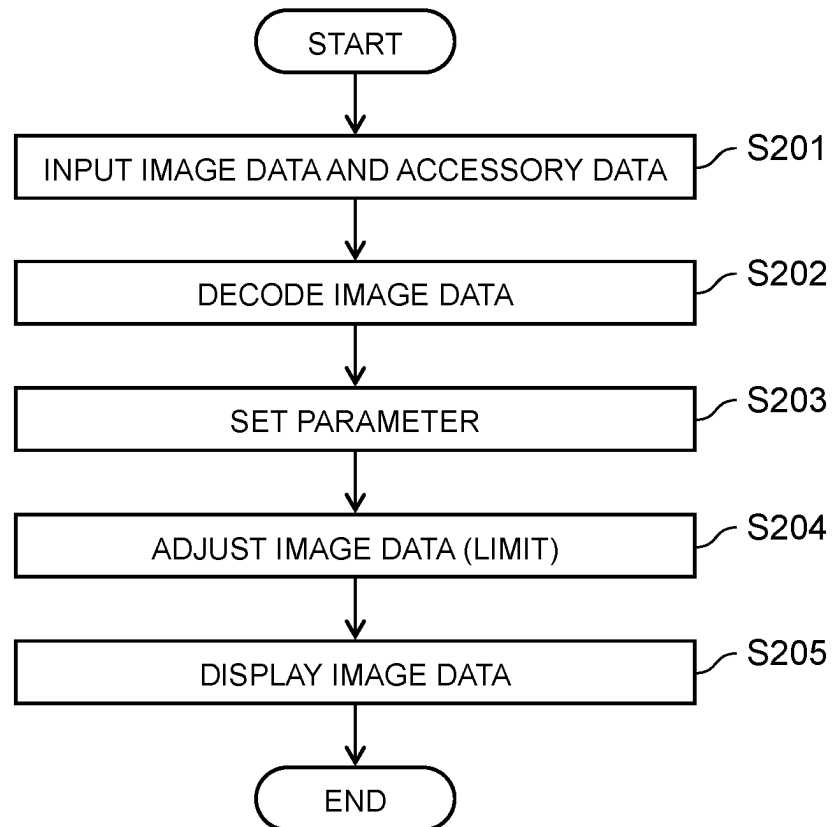 START
INPUT IMAGE DATA AND ACCESSORY DATA
S201
DECODE IMAGE DATA
S202
SET PARAMETER
S203
ADJUST IMAGE DATA (LIMIT)
S204
DISPLAY IMAGE DATA
S205
END